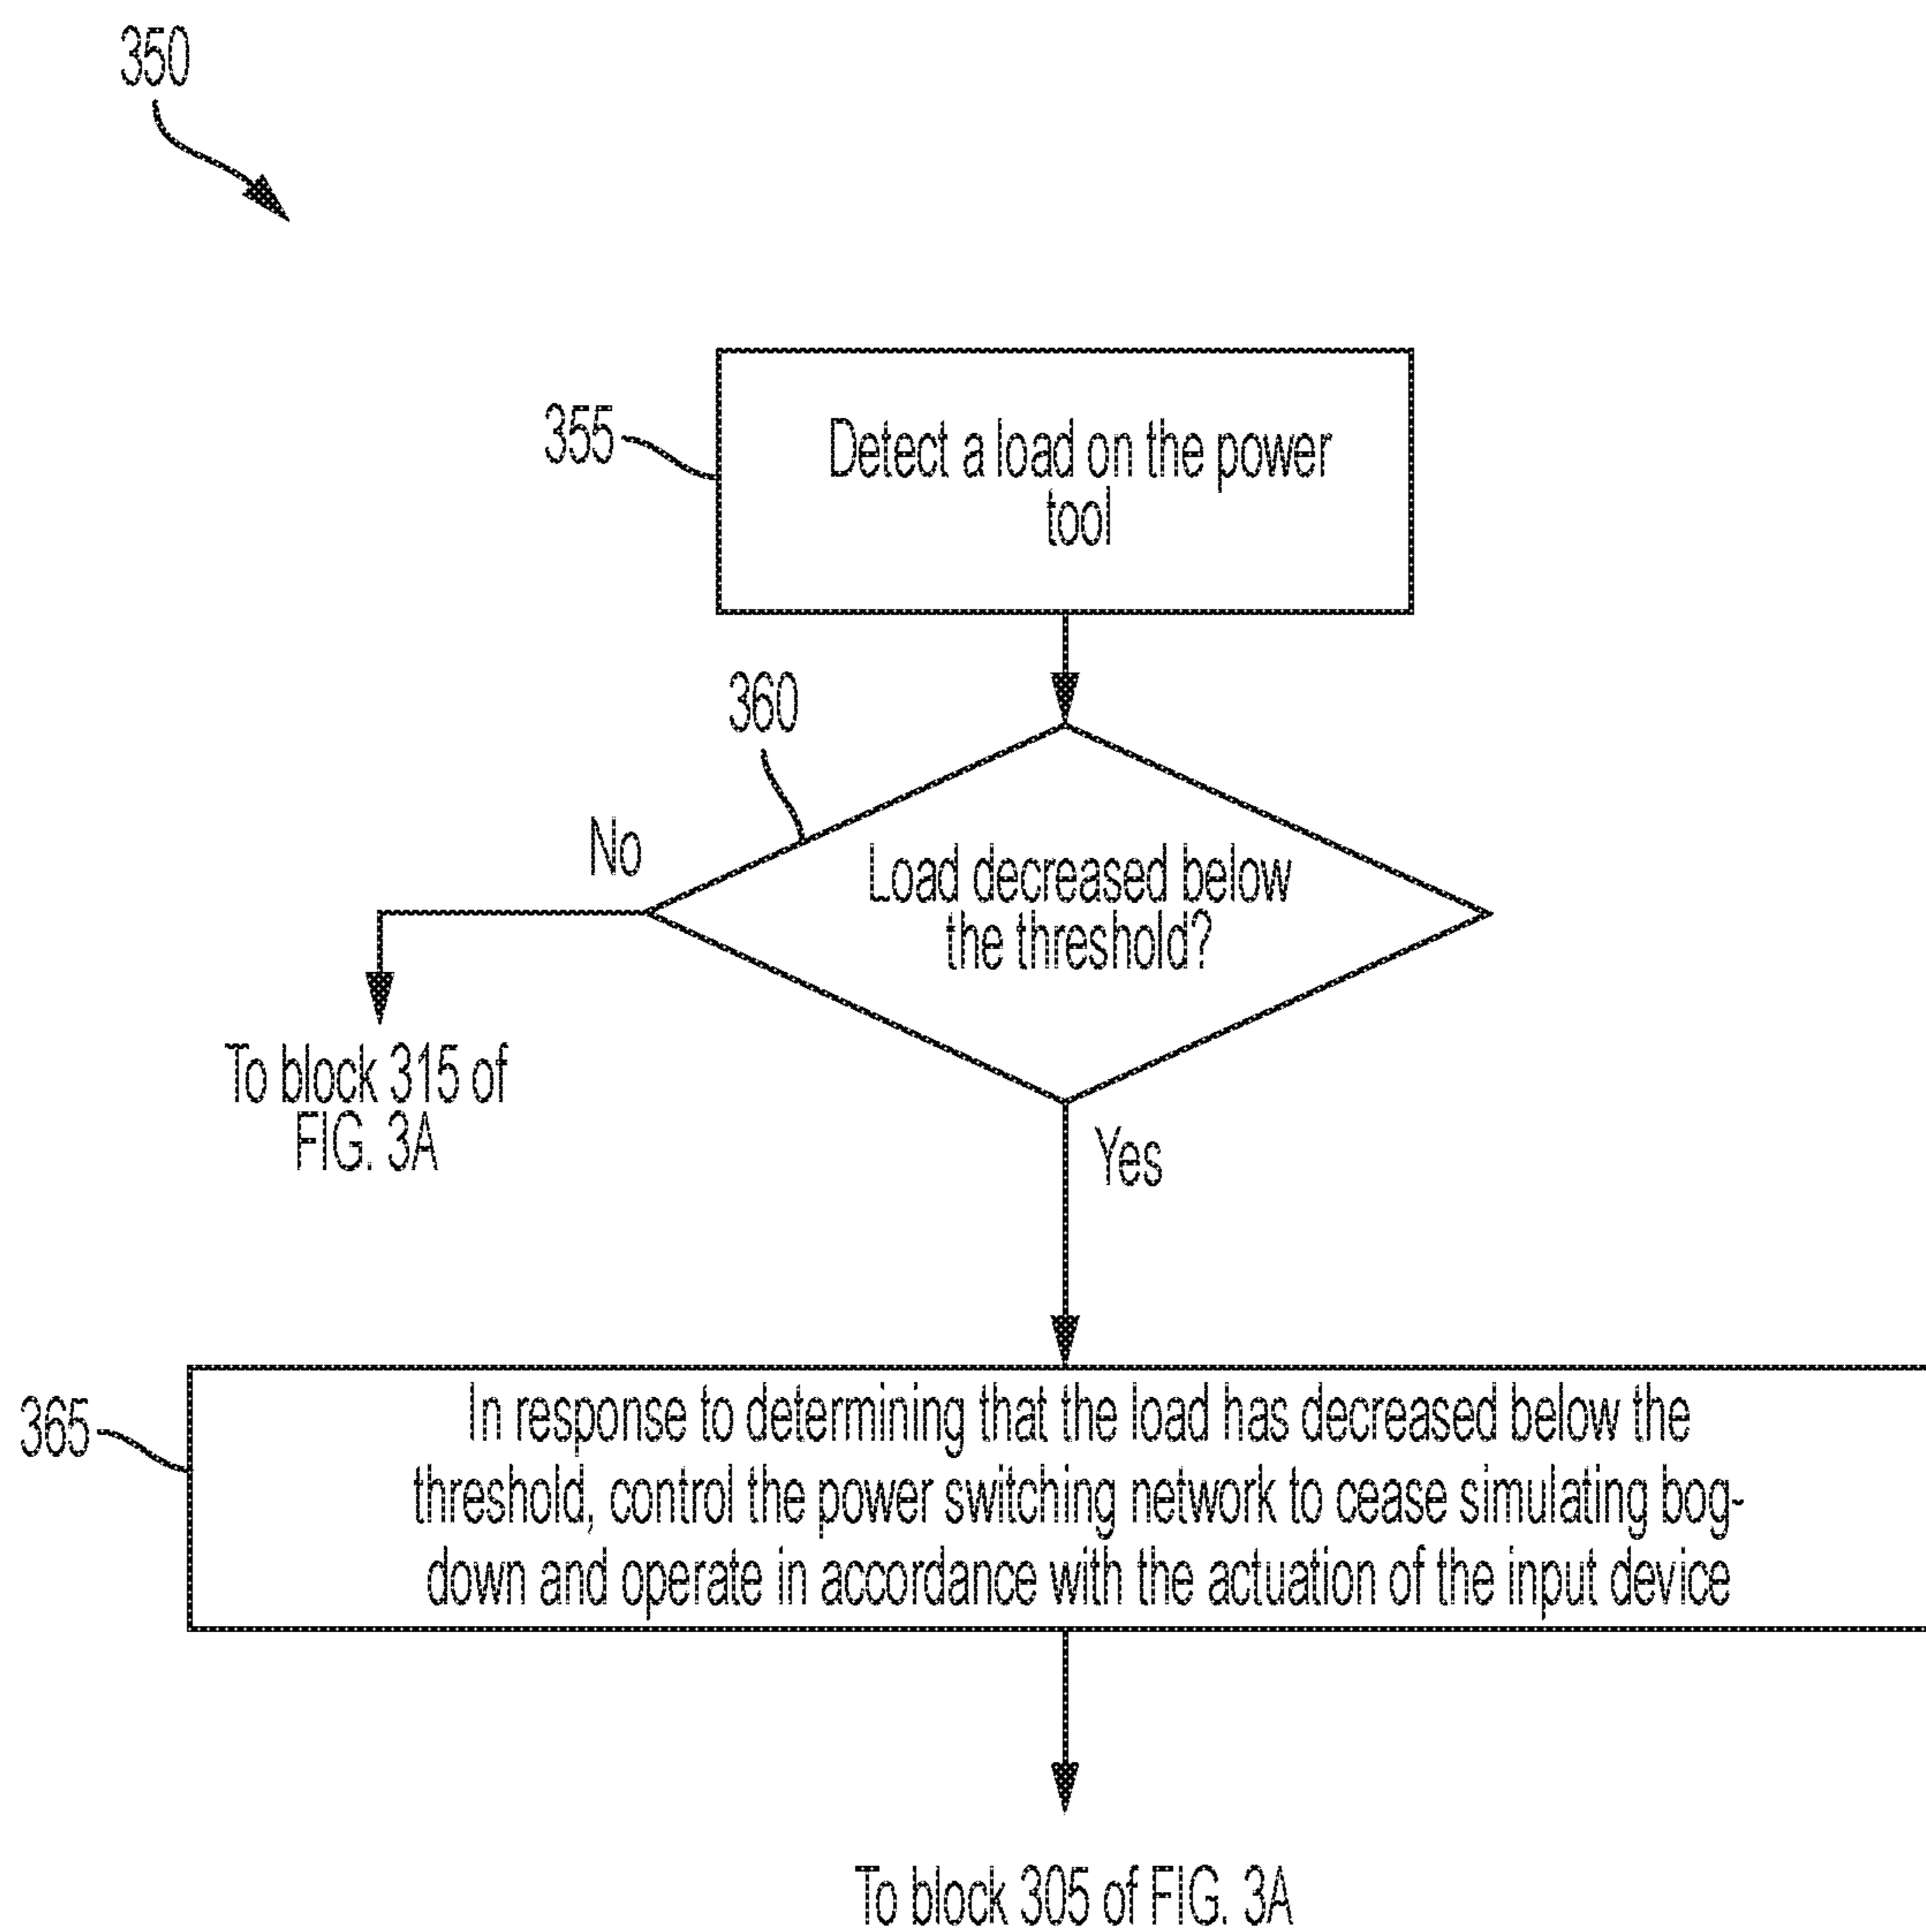 350
355
Detect a load on the power
tool
360
No
Load decreased below
the threshold?
To block 315 of
FIG. 3A
Yes
365
In response to determining that the load has decreased below the
threshold, control the power switching network to cease simulating bog-
down and operate in accordance with the actuation of the input device
To block 305 of FIG. 3A